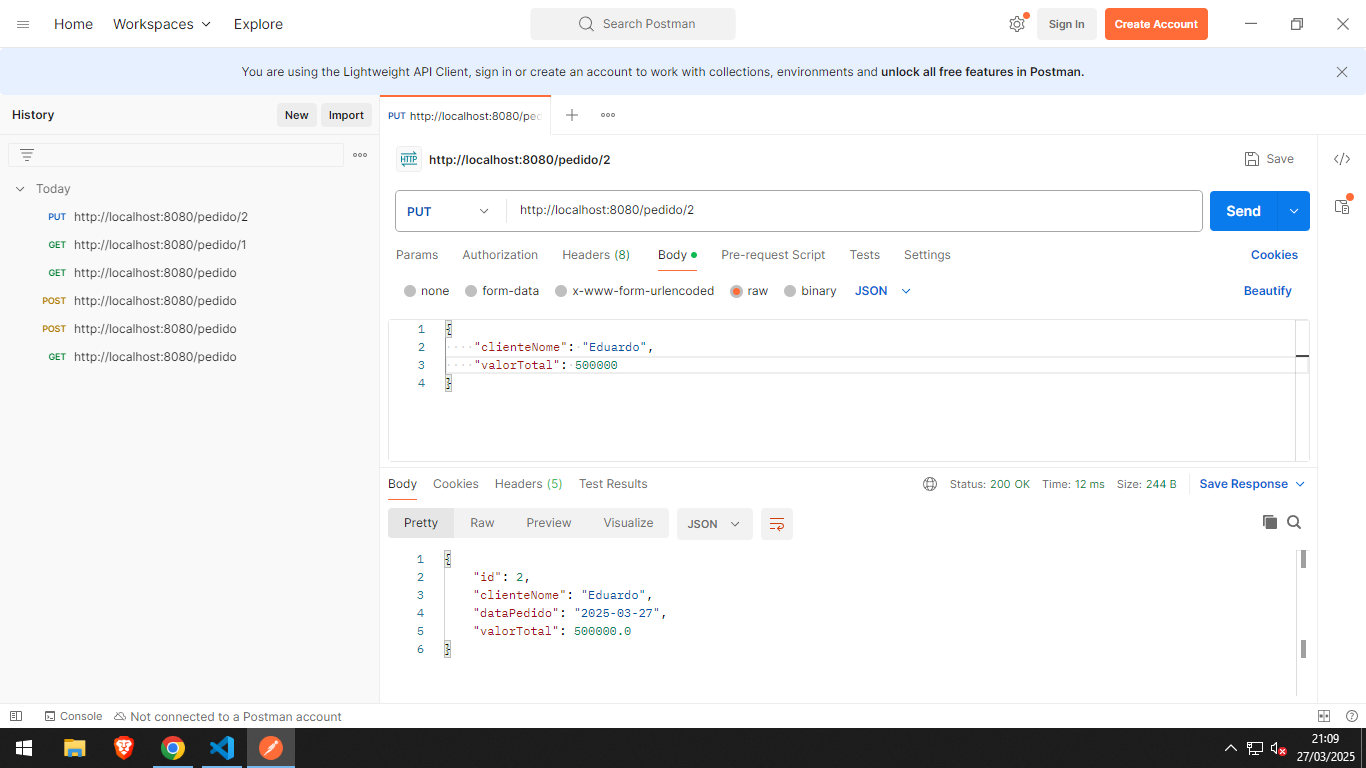 Home Workspaces Explore Search Postman Sign In Create Account
You are using the Lightweight API Client, sign in or create an account to work with collections, environments and unlock all free features in Postman.
History New Import
PUT http://localhost:8080/ped
Today
PUT http://localhost:8080/pedido/2
GET http://localhost:8080/pedido/1
GET http://localhost:8080/pedido
POST http://localhost:8080/pedido
POST http://localhost:8080/pedido
GET http://localhost:8080/pedido
HTTP http://localhost:8080/pedido/2 Save
PUT http://localhost:8080/pedido/2 Send
Params Authorization Headers (8) Body Pre-request Script Tests Settings Cookies
none form-data x-www-form-urlencoded raw binary JSON Beautify
1 {
2 "clienteNome": "Eduardo",
3 "valorTotal": 500000
4 }
Body Cookies Headers (5) Test Results Status: 200 OK Time: 12 ms Size: 244 B Save Response
Pretty Raw Preview Visualize JSON
1 {
2 "id": 2,
3 "clienteNome": "Eduardo",
4 "dataPedido": "2025-03-27",
5 "valorTotal": 500000.0
6 }
Console Not connected to a Postman account
21:09
27/03/2025